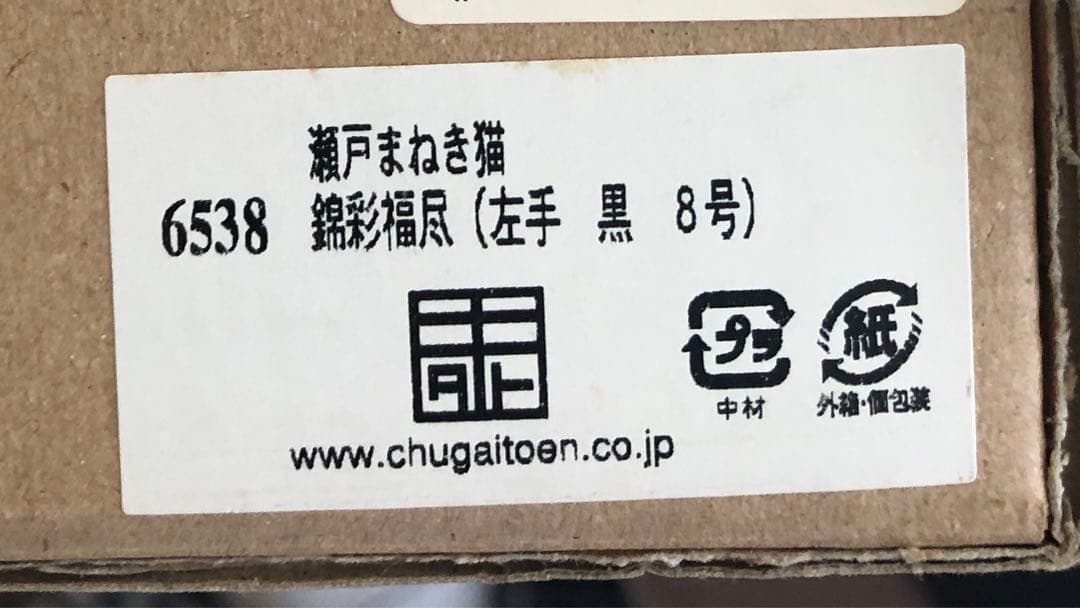 瀬戸まねき猫
6538 錦彩福尽(左手 黒 8号)
プラ
中材
紙
外箱・個包装
www.chugaitoen.co.jp